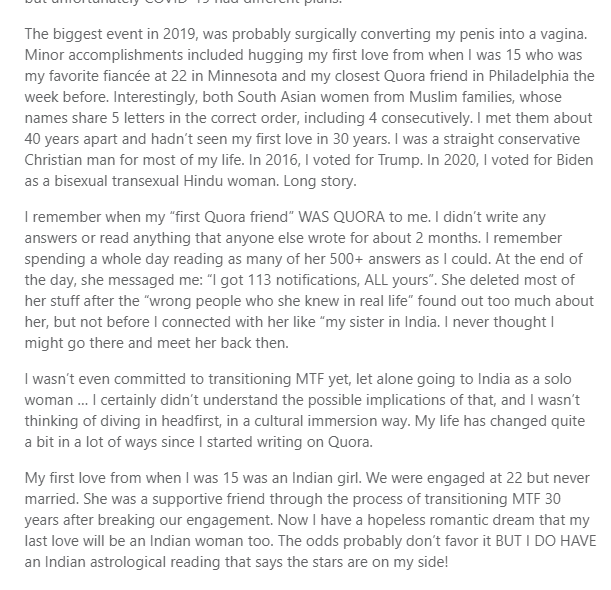 but unfortunately COVID-19 had different plans.
The biggest event in 2019, was probably surgically converting my penis into a vagina.
Minor accomplishments included hugging my first love from when I was 15 who was
my favorite fiancée at 22 in Minnesota and my closest Quora friend in Philadelphia the
week before. Interestingly, both South Asian women from Muslim families, whose
names share 5 letters in the correct order, including 4 consecutively. I met them about
40 years apart and hadn’t seen my first love in 30 years. I was a straight conservative
Christian man for most of my life. In 2016, I voted for Trump. In 2020, I voted for Biden
as a bisexual transexual Hindu woman. Long story.
I remember when my “first Quora friend” WAS QUORA to me. I didn’t write any
answers or read anything that anyone else wrote for about 2 months. I remember
spending a whole day reading as many of her 500+ answers as I could. At the end of
the day, she messaged me: “I got 113 notifications, ALL yours”. She deleted most of
her stuff after the “wrong people who she knew in real life” found out too much about
her, but not before I connected with her like “my sister in India. I never thought I
might go there and meet her back then.
I wasn’t even committed to transitioning MTF yet, let alone going to India as a solo
woman … I certainly didn’t understand the possible implications of that, and I wasn’t
thinking of diving in headfirst, in a cultural immersion way. My life has changed quite
a bit in a lot of ways since I started writing on Quora.
My first love from when I was 15 was an Indian girl. We were engaged at 22 but never
married. She was a supportive friend through the process of transitioning MTF 30
years after breaking our engagement. Now I have a hopeless romantic dream that my
last love will be an Indian woman too. The odds probably don’t favor it BUT I DO HAVE
an Indian astrological reading that says the stars are on my side!